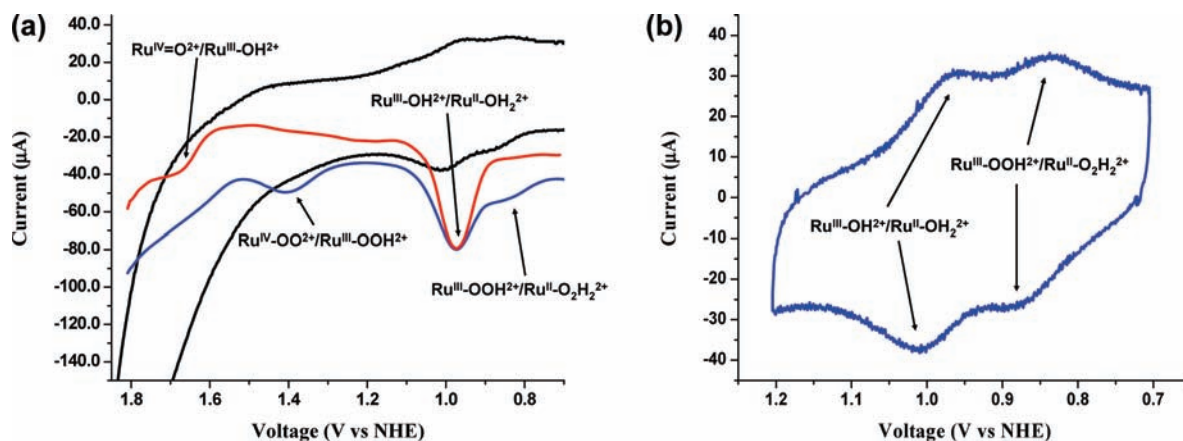 (a)
Ru^IV=O^2+/Ru^III-OH^2+
Ru^III-OH^2+/Ru^II-OH₂^2+
Ru^IV-OO^2+/Ru^III-OOH^2+
Ru^III-OOH^2+/Ru^II-O₂H₂^2+
40.0
20.0
0.0
-20.0
-40.0
-60.0
-80.0
-100.0
-120.0
-140.0
Current (µA)
1.8 1.6 1.4 1.2 1.0 0.8
Voltage (V vs NHE)
(b)
Ru^III-OOH^2+/Ru^II-O₂H₂^2+
Ru^III-OH^2+/Ru^II-OH₂^2+
40
30
20
10
0
-10
-20
-30
-40
Current (µA)
1.2 1.1 1.0 0.9 0.8 0.7
Voltage (V vs NHE)